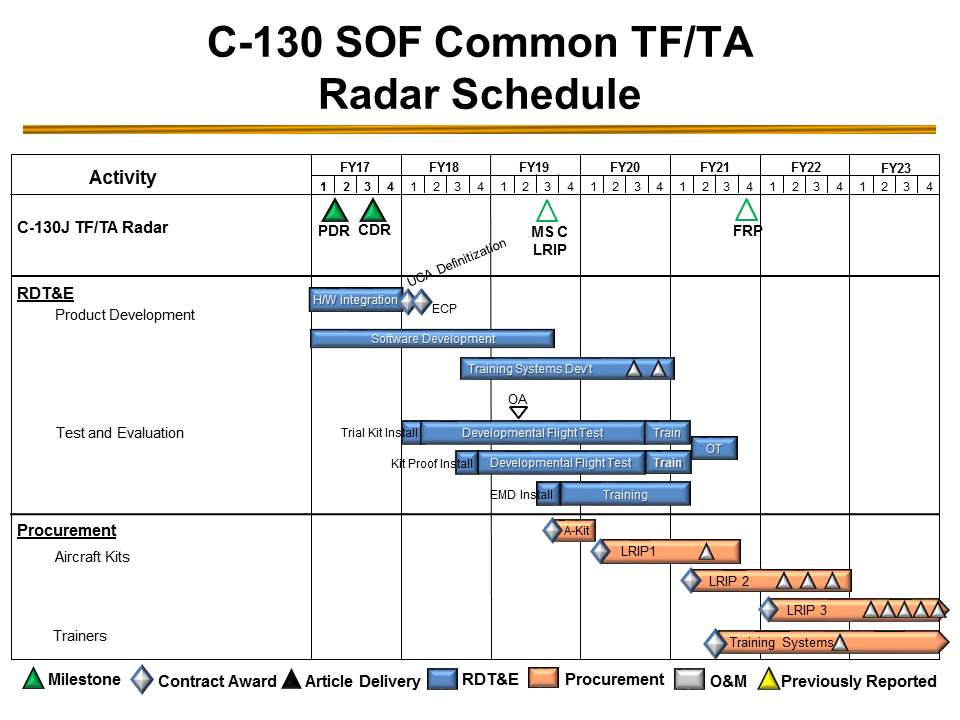 C-130 SOF Common TF/TA
Radar Schedule
Activity
FY17 FY18 FY19 FY20 FY21 FY22 FY23
1 2 3 4 1 2 3 4 1 2 3 4 1 2 3 4 1 2 3 4 1 2 3 4 1 2 3 4
C-130J TF/TA Radar
PDR CDR MS C FRP
LRIP
UCA Definitization
RDT&E
H/W Integration
ECP
Product Development
Software Development
Training Systems Dev't
OA
Test and Evaluation
Trial Kit Install Developmental Flight Test Train
OT
Kit Proof Install Developmental Flight Test Train
EMD Install Training
Procurement
A-Kit
Aircraft Kits
LRIP1
LRIP 2
LRIP 3
Trainers
Training Systems
Milestone Contract Award Article Delivery RDT&E Procurement O&M Previously Reported